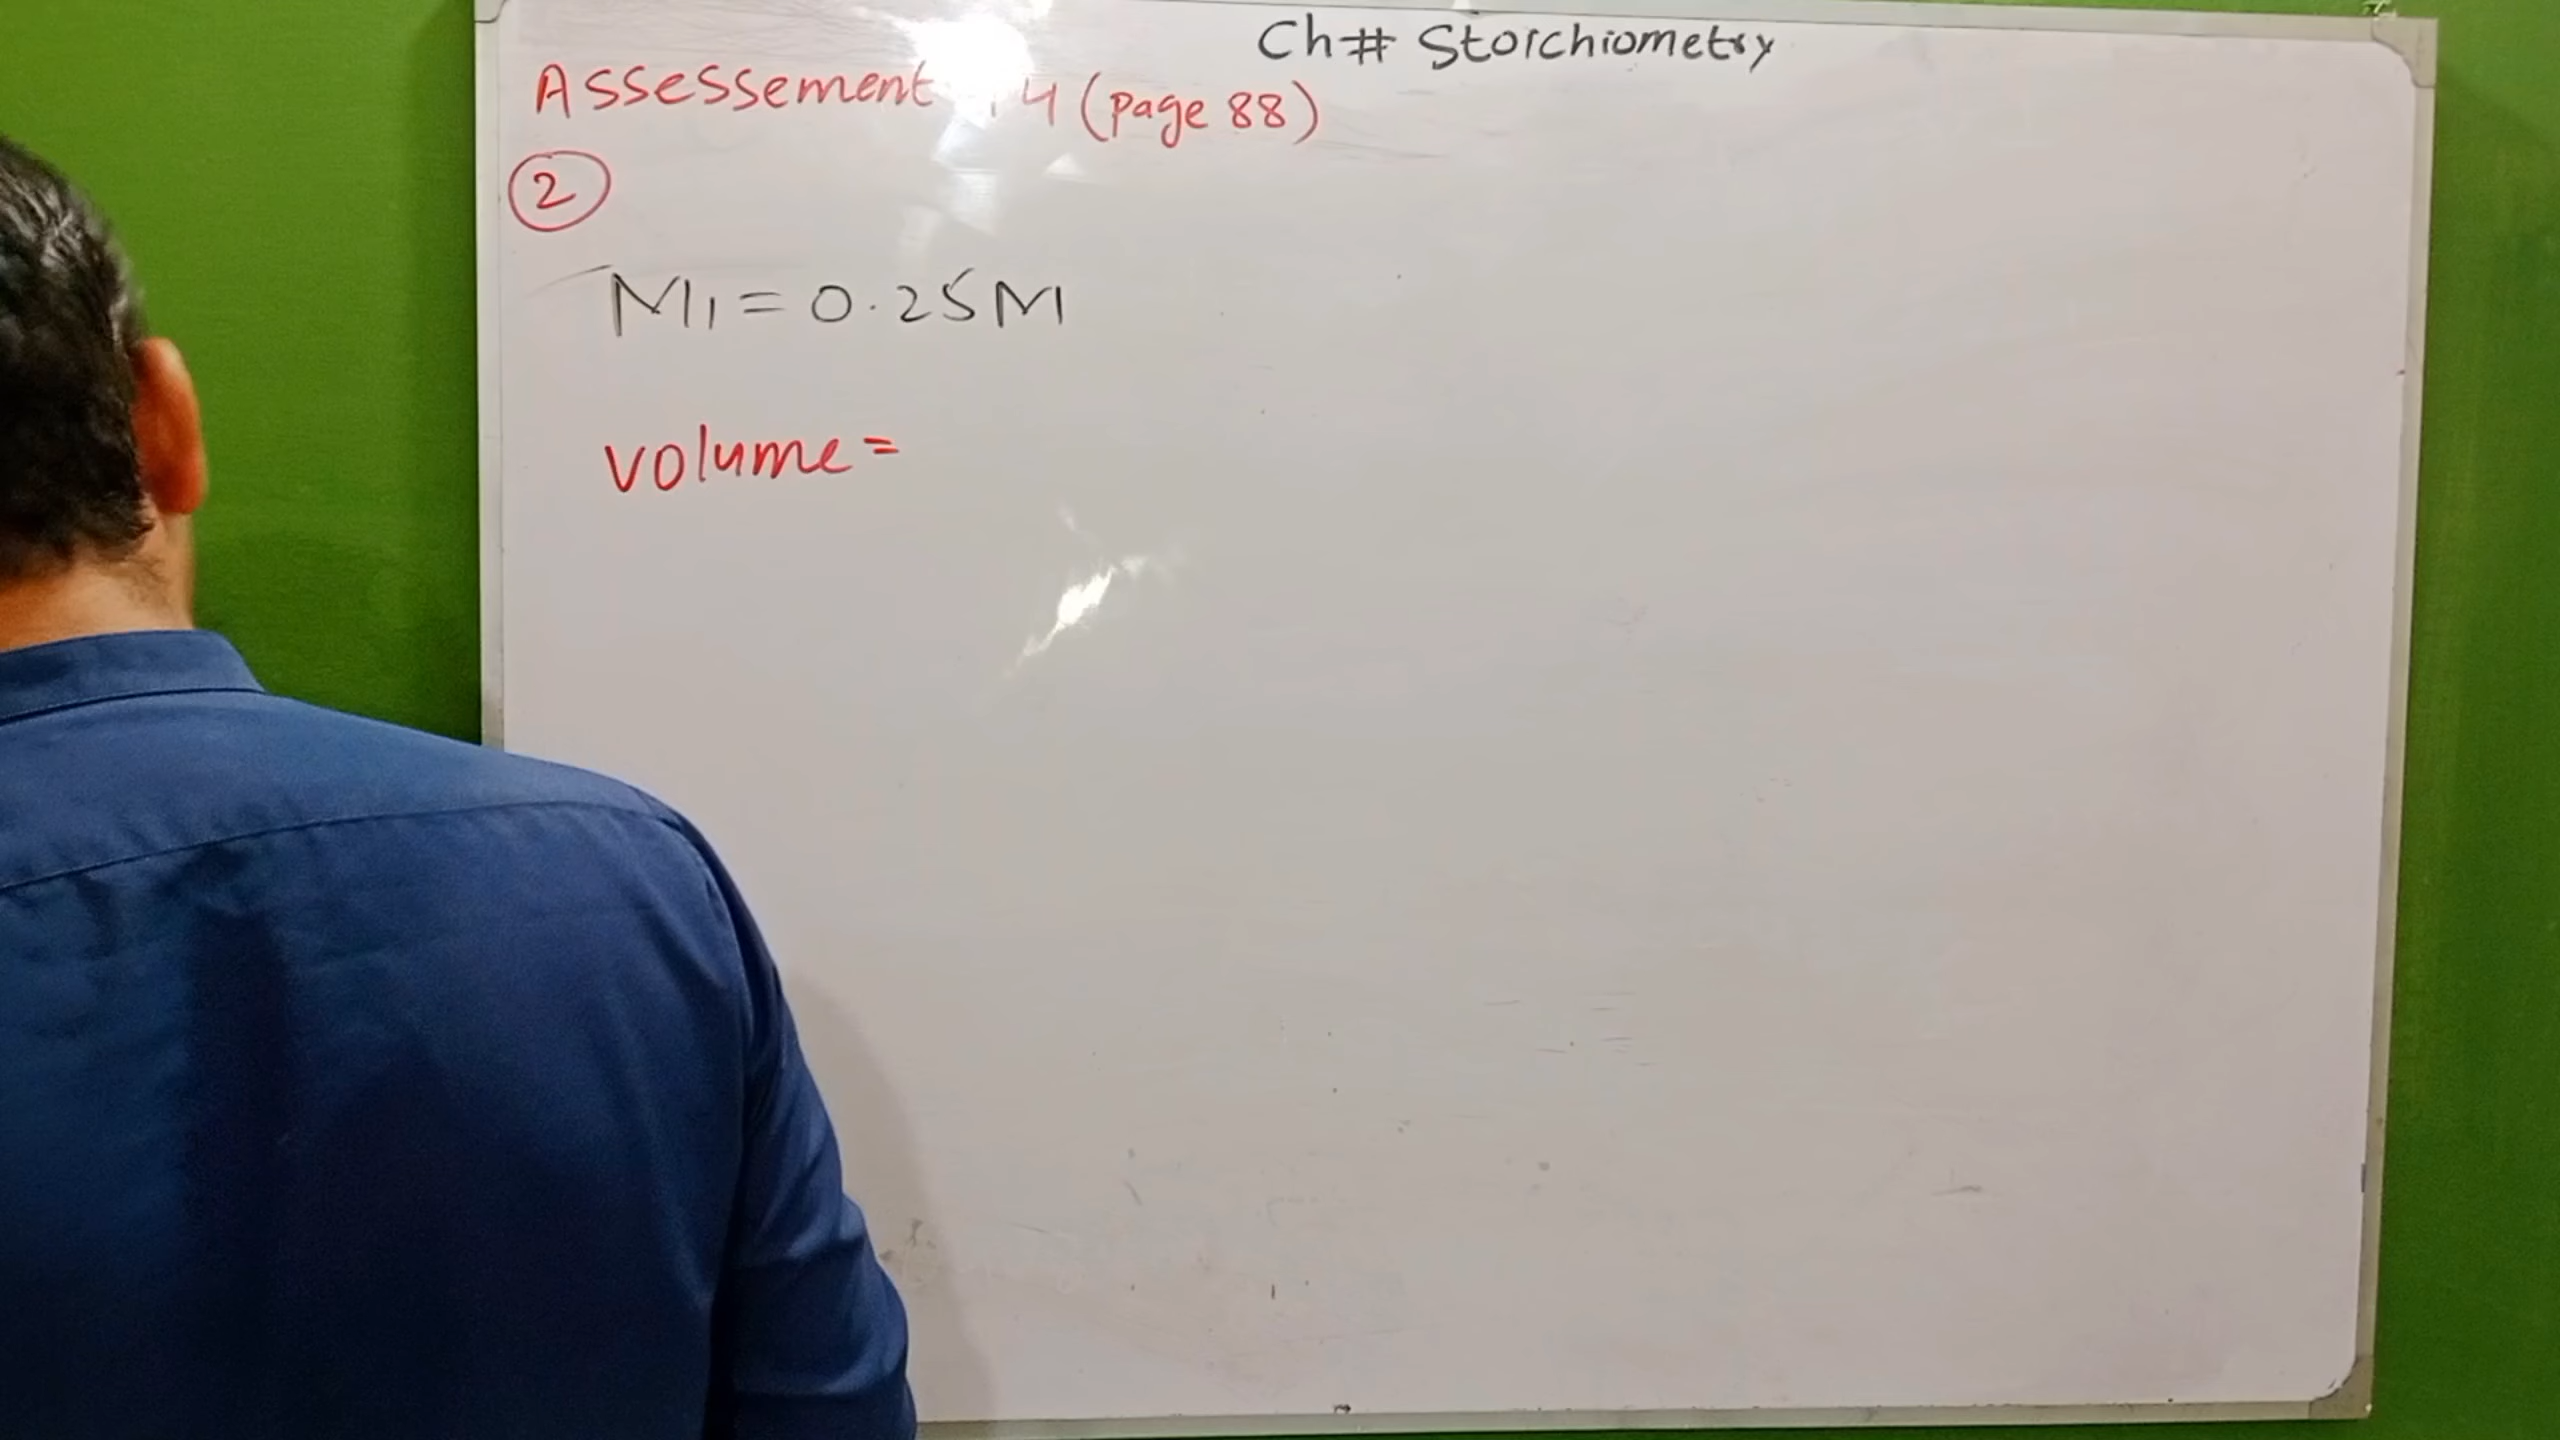 Ch# Stoichiometry
Assessement .4 (page 88)
2
M1 = 0.25M
volume =